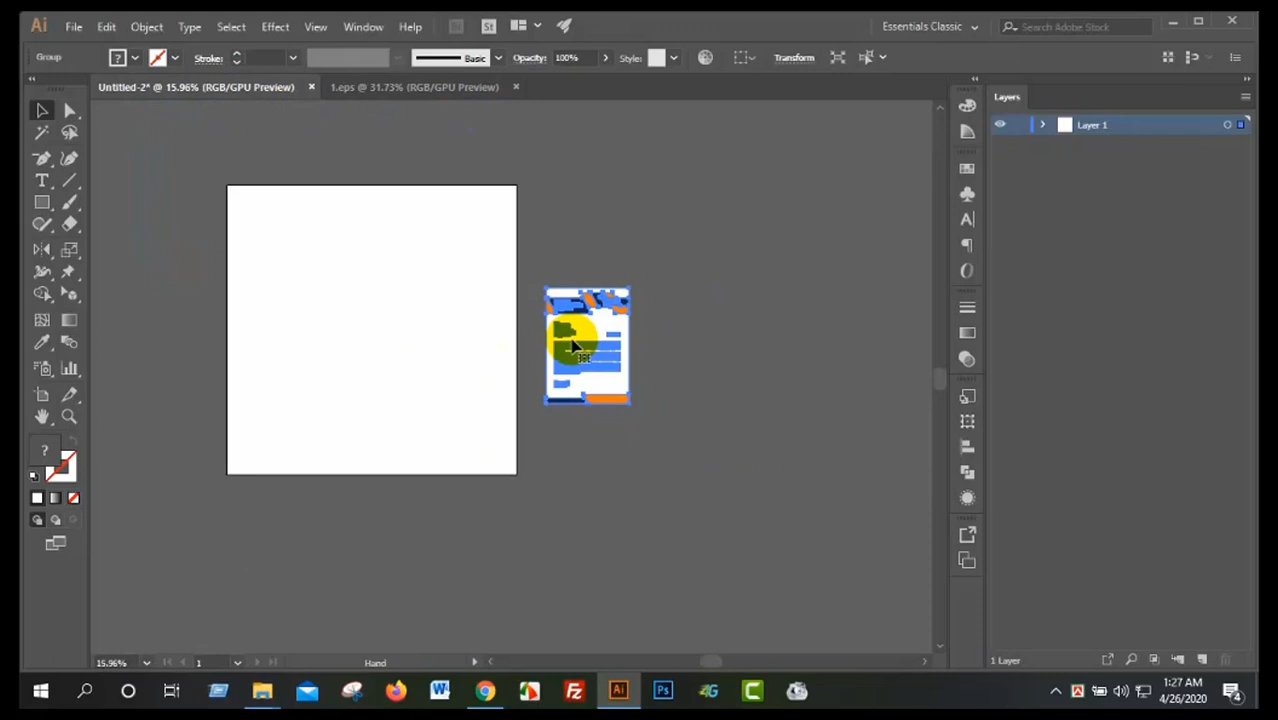 Ai File Edit Object Type Select Effect View Window Help Br St Essentials Classic Search Adobe Stock
Group ? Stroke: Basic Opacity: 100% Style: Transform
Untitled-2* @ 15.96% (RGB/GPU Preview) × 1.eps @ 31.73% (RGB/GPU Preview) ×
Layers
Layer 1
?
15.96% 1 Hand 1 Layer
1:27 AM
4/26/2020